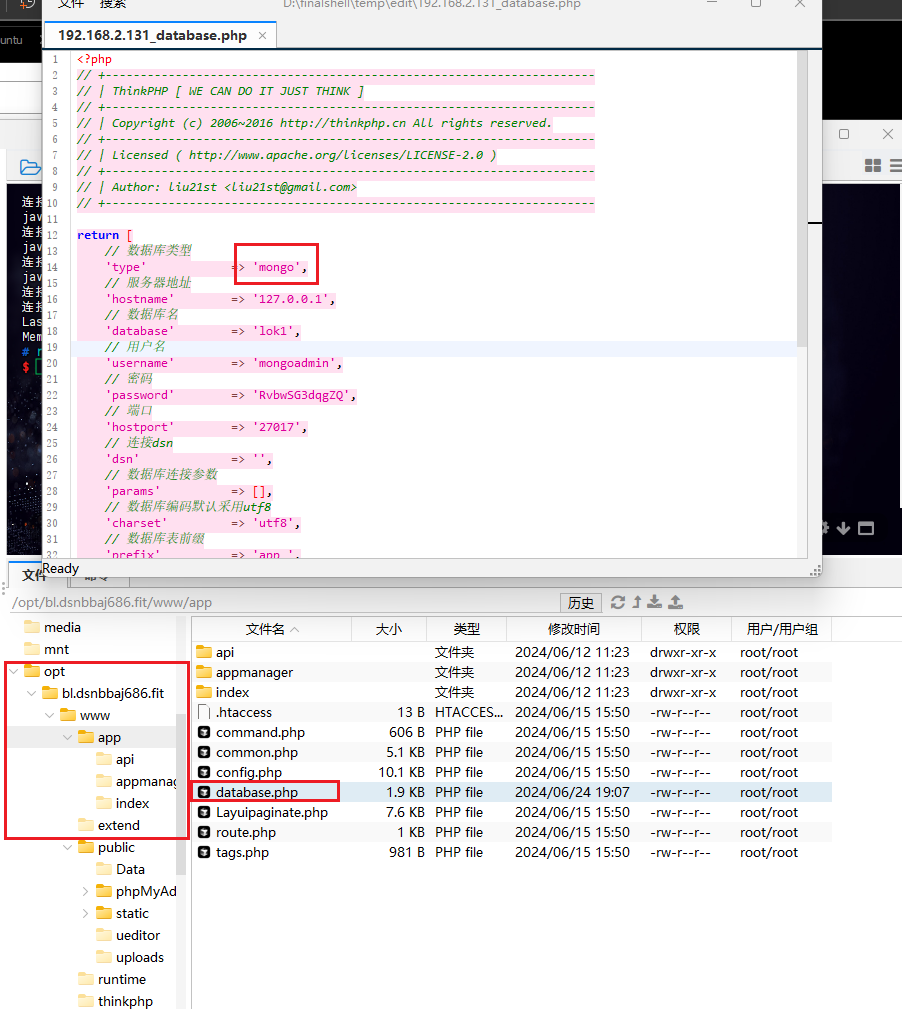 文件 搜索
D:\finalshell\temp\edit\192.168.2.131_database.php
untu
192.168.2.131_database.php ×
1 <?php
2 // +----------------------------------------------------------------------
3 // | ThinkPHP [ WE CAN DO IT JUST THINK ]
4 // +----------------------------------------------------------------------
5 // | Copyright (c) 2006~2016 http://thinkphp.cn All rights reserved.
6 // +----------------------------------------------------------------------
7 // | Licensed ( http://www.apache.org/licenses/LICENSE-2.0 )
8 // +----------------------------------------------------------------------
9 // | Author: liu21st <liu21st@gmail.com>
10 // +----------------------------------------------------------------------
11
12 return [
13 // 数据库类型
14 'type' => 'mongo',
15 // 服务器地址
16 'hostname' => '127.0.0.1',
17 // 数据库名
18 'database' => 'lok1',
19 // 用户名
20 'username' => 'mongoadmin',
21 // 密码
22 'password' => 'RvbwSG3dqgZQ',
23 // 端口
24 'hostport' => '27017',
25 // 连接dsn
26 'dsn' => '',
27 // 数据库连接参数
28 'params' => [],
29 // 数据库编码默认采用utf8
30 'charset' => 'utf8',
31 // 数据库表前缀
32 'prefix' => 'app_',
Ready
连接
jav
连接
jav
连接
jav
连接
连接
Las
Mem
# r
$ [
文件
/opt/bl.dsnbbaj686.fit/www/app
历史
media
mnt
opt
bl.dsnbbaj686.fit
www
app
api
appmanag
index
extend
public
Data
phpMyAd
static
ueditor
uploads
runtime
thinkphp
文件名 大小 类型 修改时间 权限 用户/用户组
api 文件夹 2024/06/12 11:23 drwxr-xr-x root/root
appmanager 文件夹 2024/06/12 11:23 drwxr-xr-x root/root
index 文件夹 2024/06/12 11:23 drwxr-xr-x root/root
.htaccess 13 B HTACCES... 2024/06/15 15:50 -rw-r--r-- root/root
command.php 606 B PHP file 2024/06/15 15:50 -rw-r--r-- root/root
common.php 5.1 KB PHP file 2024/06/15 15:50 -rw-r--r-- root/root
config.php 10.1 KB PHP file 2024/06/15 15:50 -rw-r--r-- root/root
database.php 1.9 KB PHP file 2024/06/24 19:07 -rw-r--r-- root/root
Layuipaginate.php 7.6 KB PHP file 2024/06/15 15:50 -rw-r--r-- root/root
route.php 1 KB PHP file 2024/06/15 15:50 -rw-r--r-- root/root
tags.php 981 B PHP file 2024/06/15 15:50 -rw-r--r-- root/root